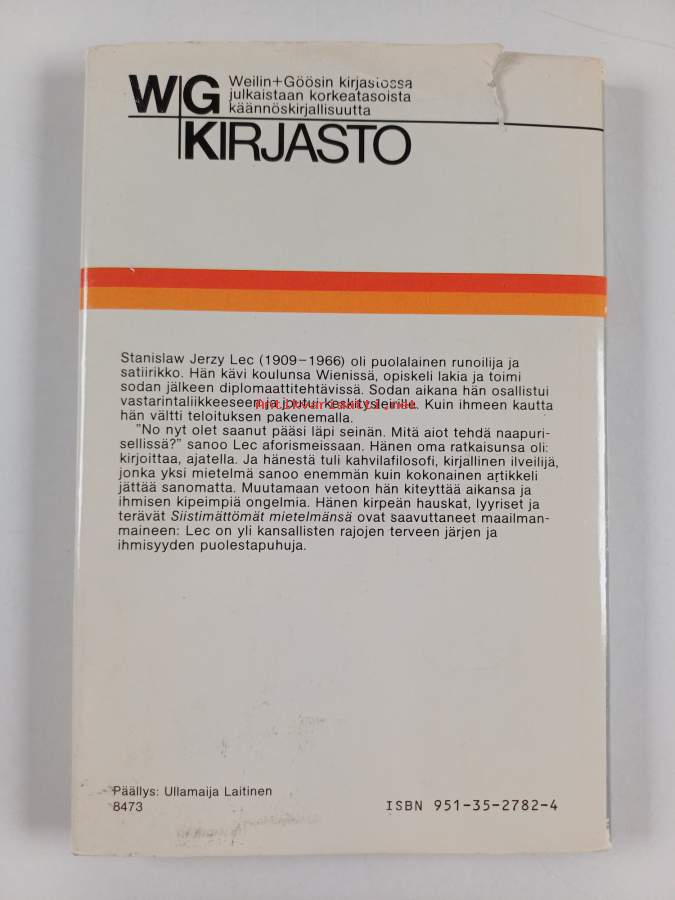 WG
Weilin+Göösin kirjastossa
julkaistaan korkeatasoista
käännöskirjallisuutta
KIRJASTO
Stanislaw Jerzy Lec (1909–1966) oli puolalainen runoilija ja
satiirikko. Hän kävi koulunsa Wienissä, opiskeli lakia ja toimi
sodan jälkeen diplomaattitehtävissä. Sodan aikana hän osallistui
vastarintaliikkeeseen ja joutui keskitysleirille. Kuin ihmeen kautta
Antikvariaatti.net
hän vältti teloituksen pakenemalla.
"No nyt olet saanut pääsi läpi seinän. Mitä aiot tehdä naapuri-
sellissä?" sanoo Lec aforismeissaan. Hänen oma ratkaisunsa oli:
kirjoittaa, ajatella. Ja hänestä tuli kahvilafilosofi, kirjallinen ilveilijä,
jonka yksi mietelmä sanoo enemmän kuin kokonainen artikkeli
jättää sanomatta. Muutamaan vetoon hän kiteyttää aikansa ja
ihmisen kipeimpiä ongelmia. Hänen kirpeän hauskat, lyyriset ja
terävät Siistimättömät mietelmänsä ovat saavuttaneet maailman-
maineen: Lec on yli kansallisten rajojen terveen järjen ja
ihmisyyden puolestapuhuja.
Päällys: Ullamaija Laitinen
8473
ISBN 951-35-2782-4